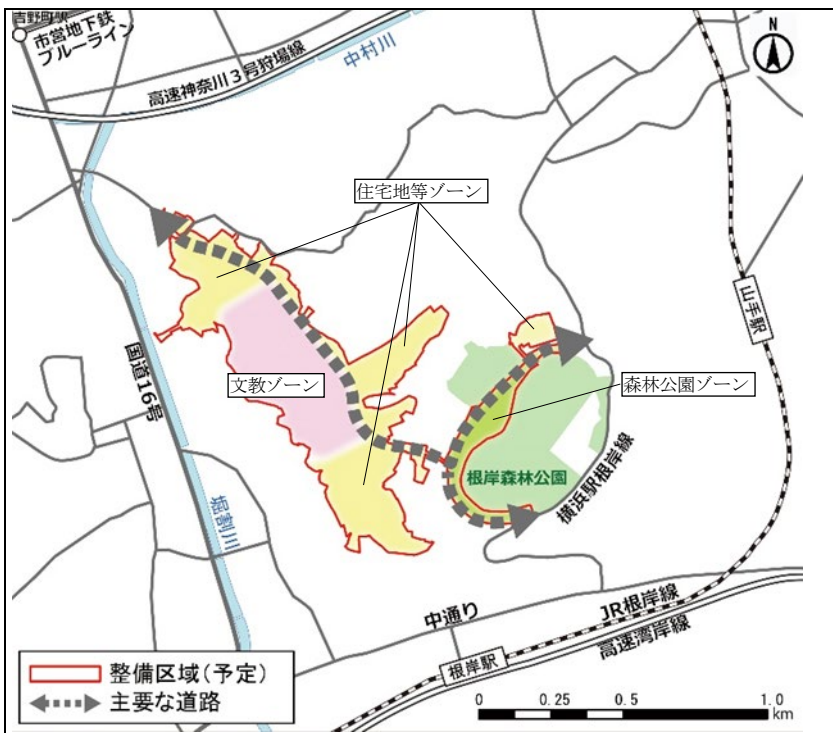 吉野町駅
市営地下鉄
ブルーライン
高速神奈川3号狩場線
中村川
N
住宅地等ゾーン
山手駅
国道16号
文教ゾーン
森林公園ゾーン
根岸森林公園
横浜駅根岸線
堀割川
中通り
JR根岸線
高速湾岸線
根岸駅
整備区域(予定)
主要な道路
0 0.25 0.5 1.0
km